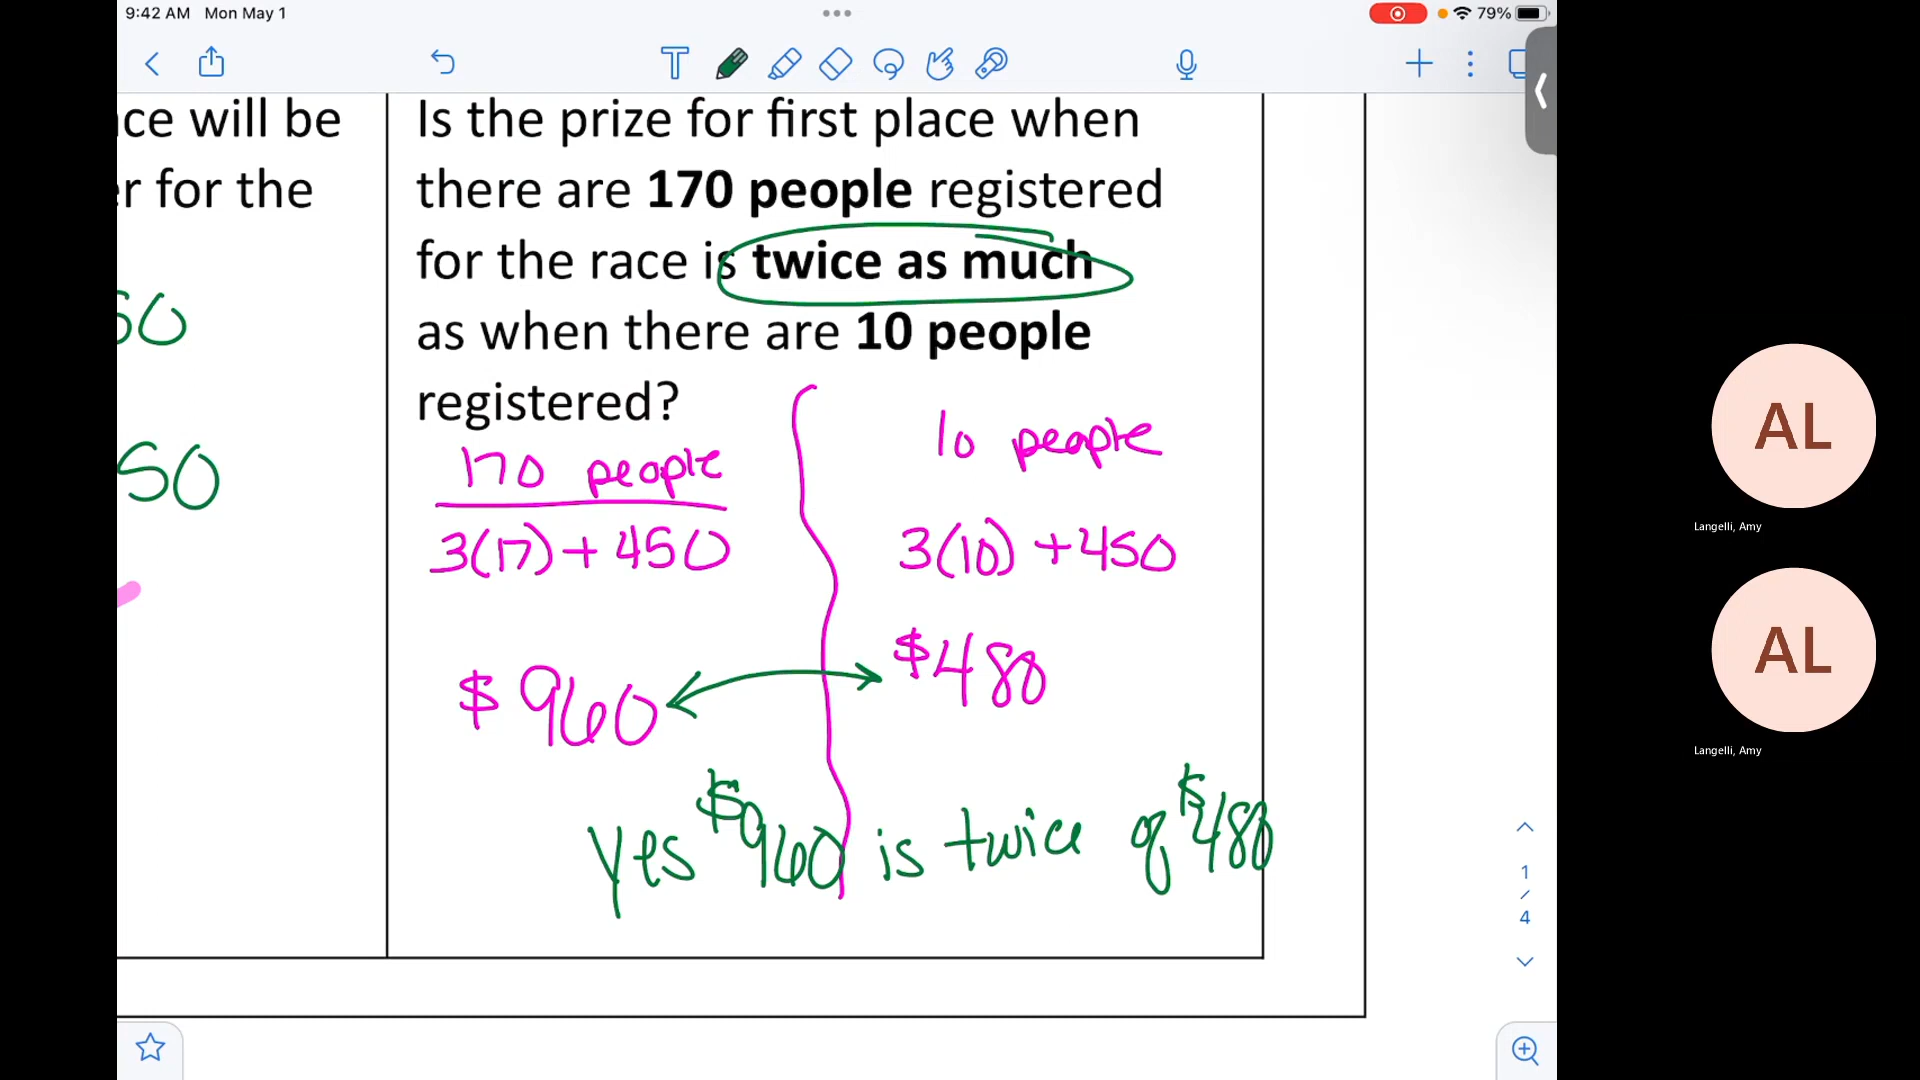 9:42 AM Mon May 1
79%
T
ce will be
er for the
50
50
Is the prize for first place when
there are 170 people registered
for the race is twice as much
as when there are 10 people
registered?
170 people
3(17) + 450
$960
10 people
3(10) + 450
$480
Yes $960 is twice of $480
1
/
4
AL
Langelli, Amy
AL
Langelli, Amy